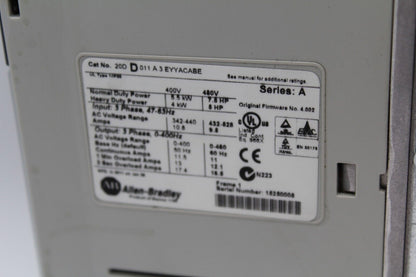 Cat No. 20D D 011 A 3 EYYACABE
See manual for additional ratings.
Series: A
400V 480V
Normal Duty Power 5.5 kW 7.5 HP
Heavy Duty Power 4 kW 5 HP
Original Firmware No. 4.002
Input: 3 Phase, 47-63Hz
AC Voltage Range 342-440 432-528
Amps 10.8 9.5
Output: 3 Phase, 0-400Hz
AC Voltage Range 0-400 0-460
Base Hz (default) 50 Hz 60 Hz
Continuous Amps 11.5 11
1 Min Overload Amps 13 12.1
3 Sec Overload Amps 17.4 16.5
UL
LISTED
N223
AB Allen-Bradley
Frame 1
Serial Number: